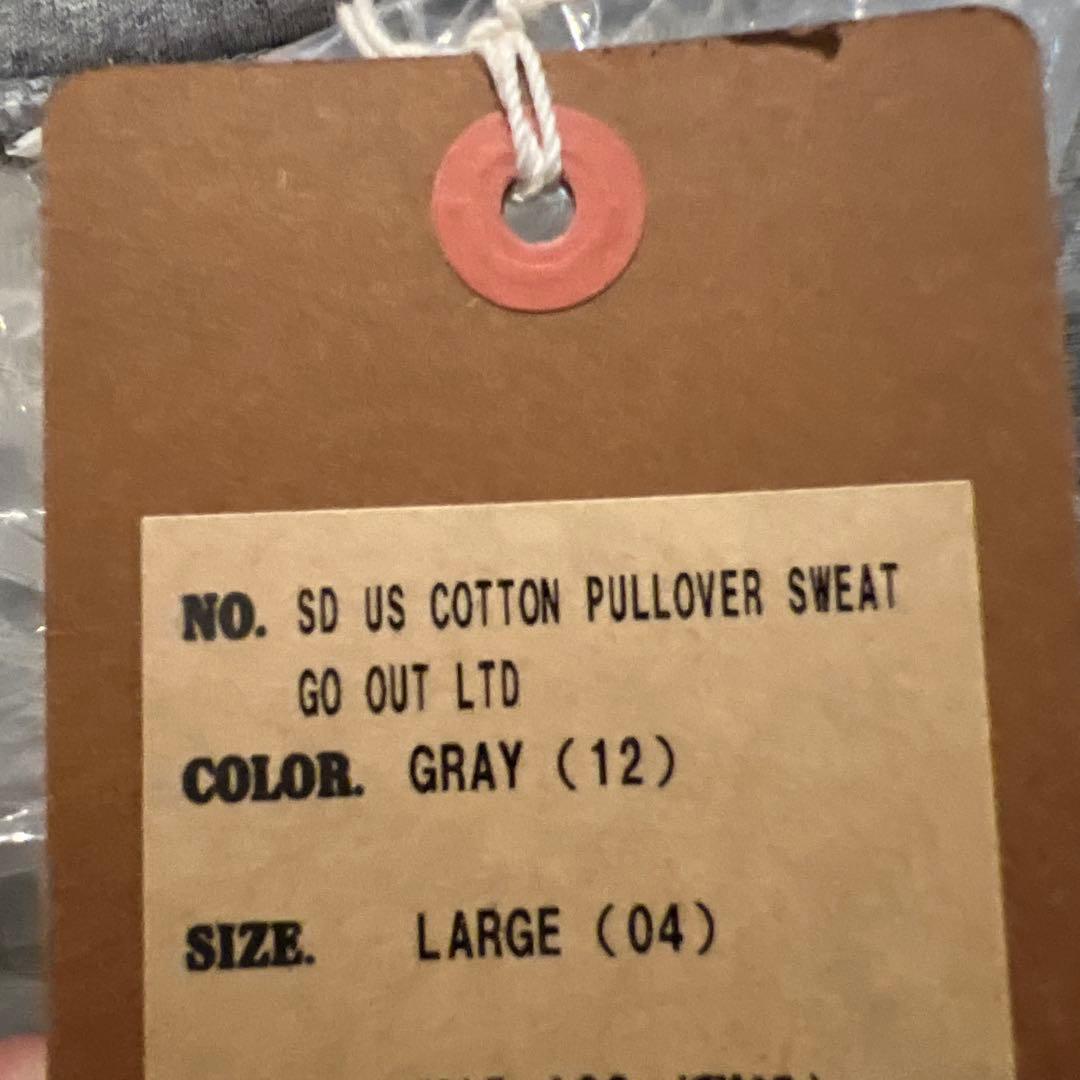 NO. SD US COTTON PULLOVER SWEAT
GO OUT LTD
COLOR. GRAY (12)
SIZE. LARGE (04)